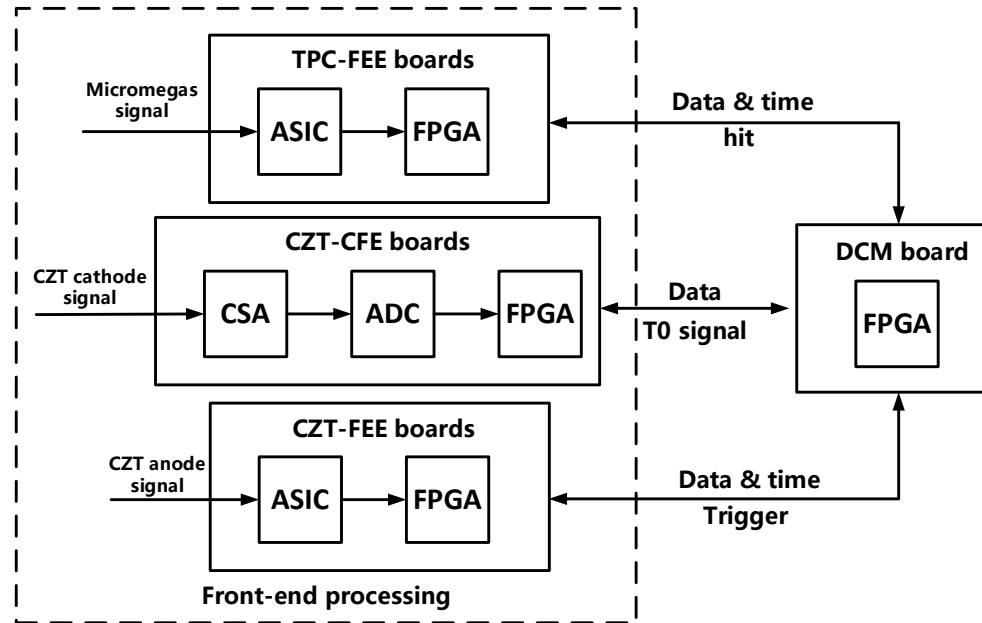 TPC-FEE boards
Micromegas
signal
ASIC
FPGA
Data & time
hit
CZT-CFE boards
CZT cathode
signal
CSA
ADC
FPGA
Data
T0 signal
DCM board
FPGA
CZT-FEE boards
CZT anode
signal
ASIC
FPGA
Data & time
Trigger
Front-end processing